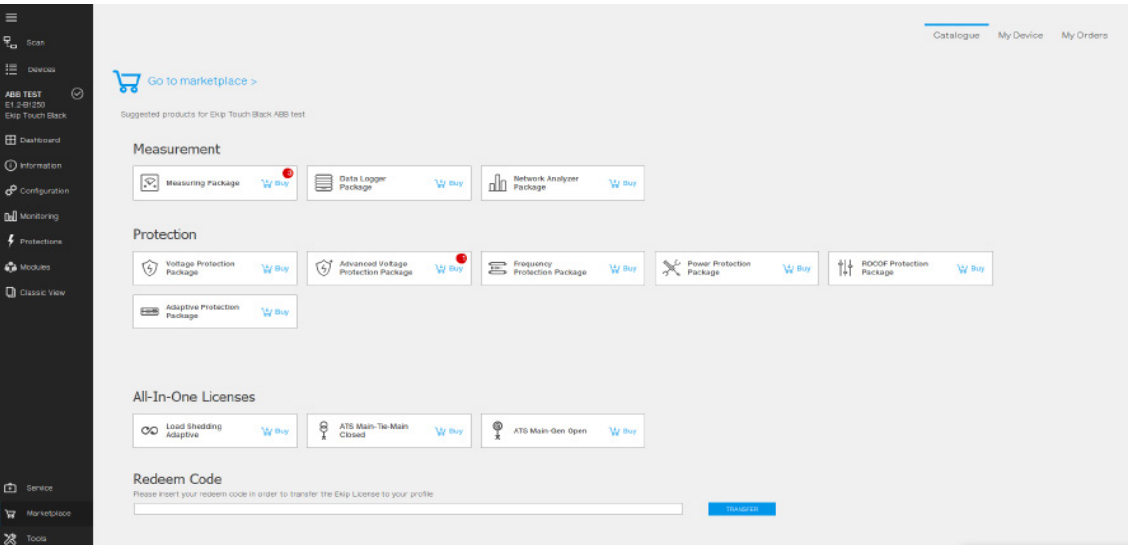 Catalogue My Device My Orders
Scan
Devices
ABB TEST
E1.2-B1250
Ekip Touch Black
Dashboard
Information
Configuration
Monitoring
Protections
Modules
Classic View
Service
Marketplace
Tools
Go to marketplace >
Suggested products for Ekip Touch Black ABB test
Measurement
Measuring Package Buy
Data Logger
Package Buy
Network Analyzer
Package Buy
Protection
Voltage Protection
Package Buy
Advanced Voltage
Protection Package Buy
Frequency
Protection Package Buy
Power Protection
Package Buy
ROCOF Protection
Package Buy
Adaptive Protection
Package Buy
All-In-One Licenses
Load Shedding
Adaptive Buy
ATS Main-Tie-Main
Closed Buy
ATS Main-Gen Open Buy
Redeem Code
Please insert your redeem code in order to transfer the Ekip License to your profile
TRANSFER